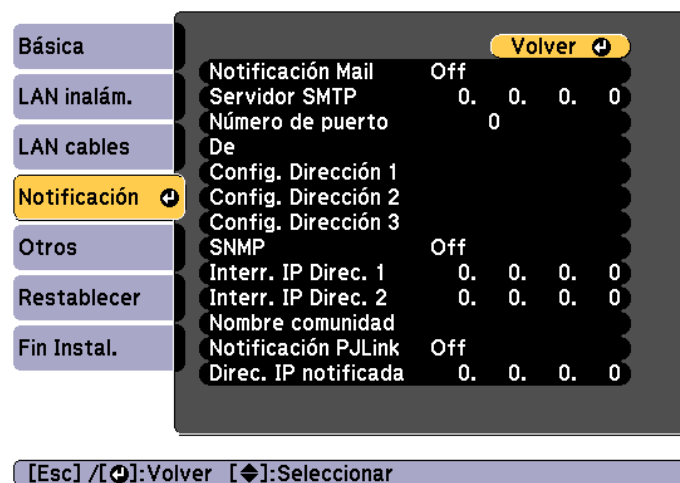 Básica
LAN inalám.
LAN cables
Notificación
Otros
Restablecer
Fin Instal.
Volver
Notificación Mail Off
Servidor SMTP 0. 0. 0. 0
Número de puerto 0
De
Config. Dirección 1
Config. Dirección 2
Config. Dirección 3
SNMP Off
Interr. IP Direc. 1 0. 0. 0. 0
Interr. IP Direc. 2 0. 0. 0. 0
Nombre comunidad
Notificación PJLink Off
Direc. IP notificada 0. 0. 0. 0
[Esc] /[⏎]:Volver [◆]:Seleccionar